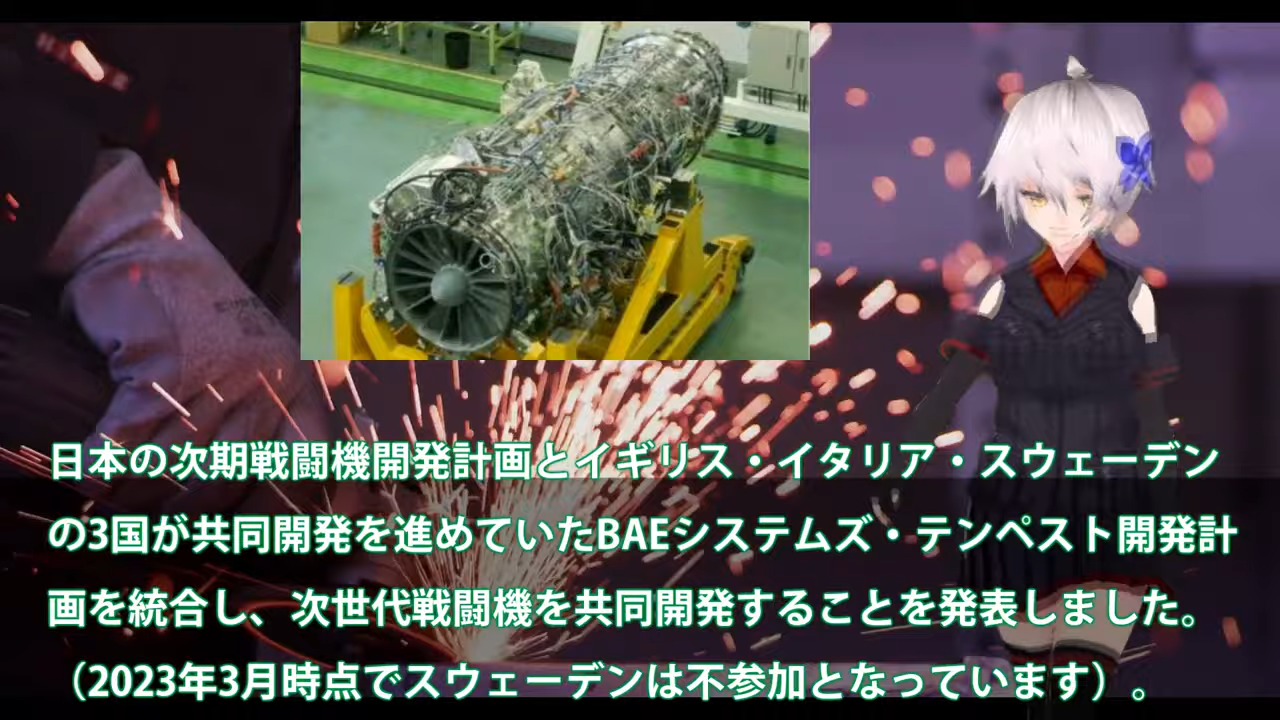 日本の次期戦闘機開発計画とイギリス・イタリア・スウェーデン
の3国が共同開発を進めていたBAEシステムズ・テンペスト開発計
画を統合し、次世代戦闘機を共同開発することを発表しました。
（2023年3月時点でスウェーデンは不参加となっています）。